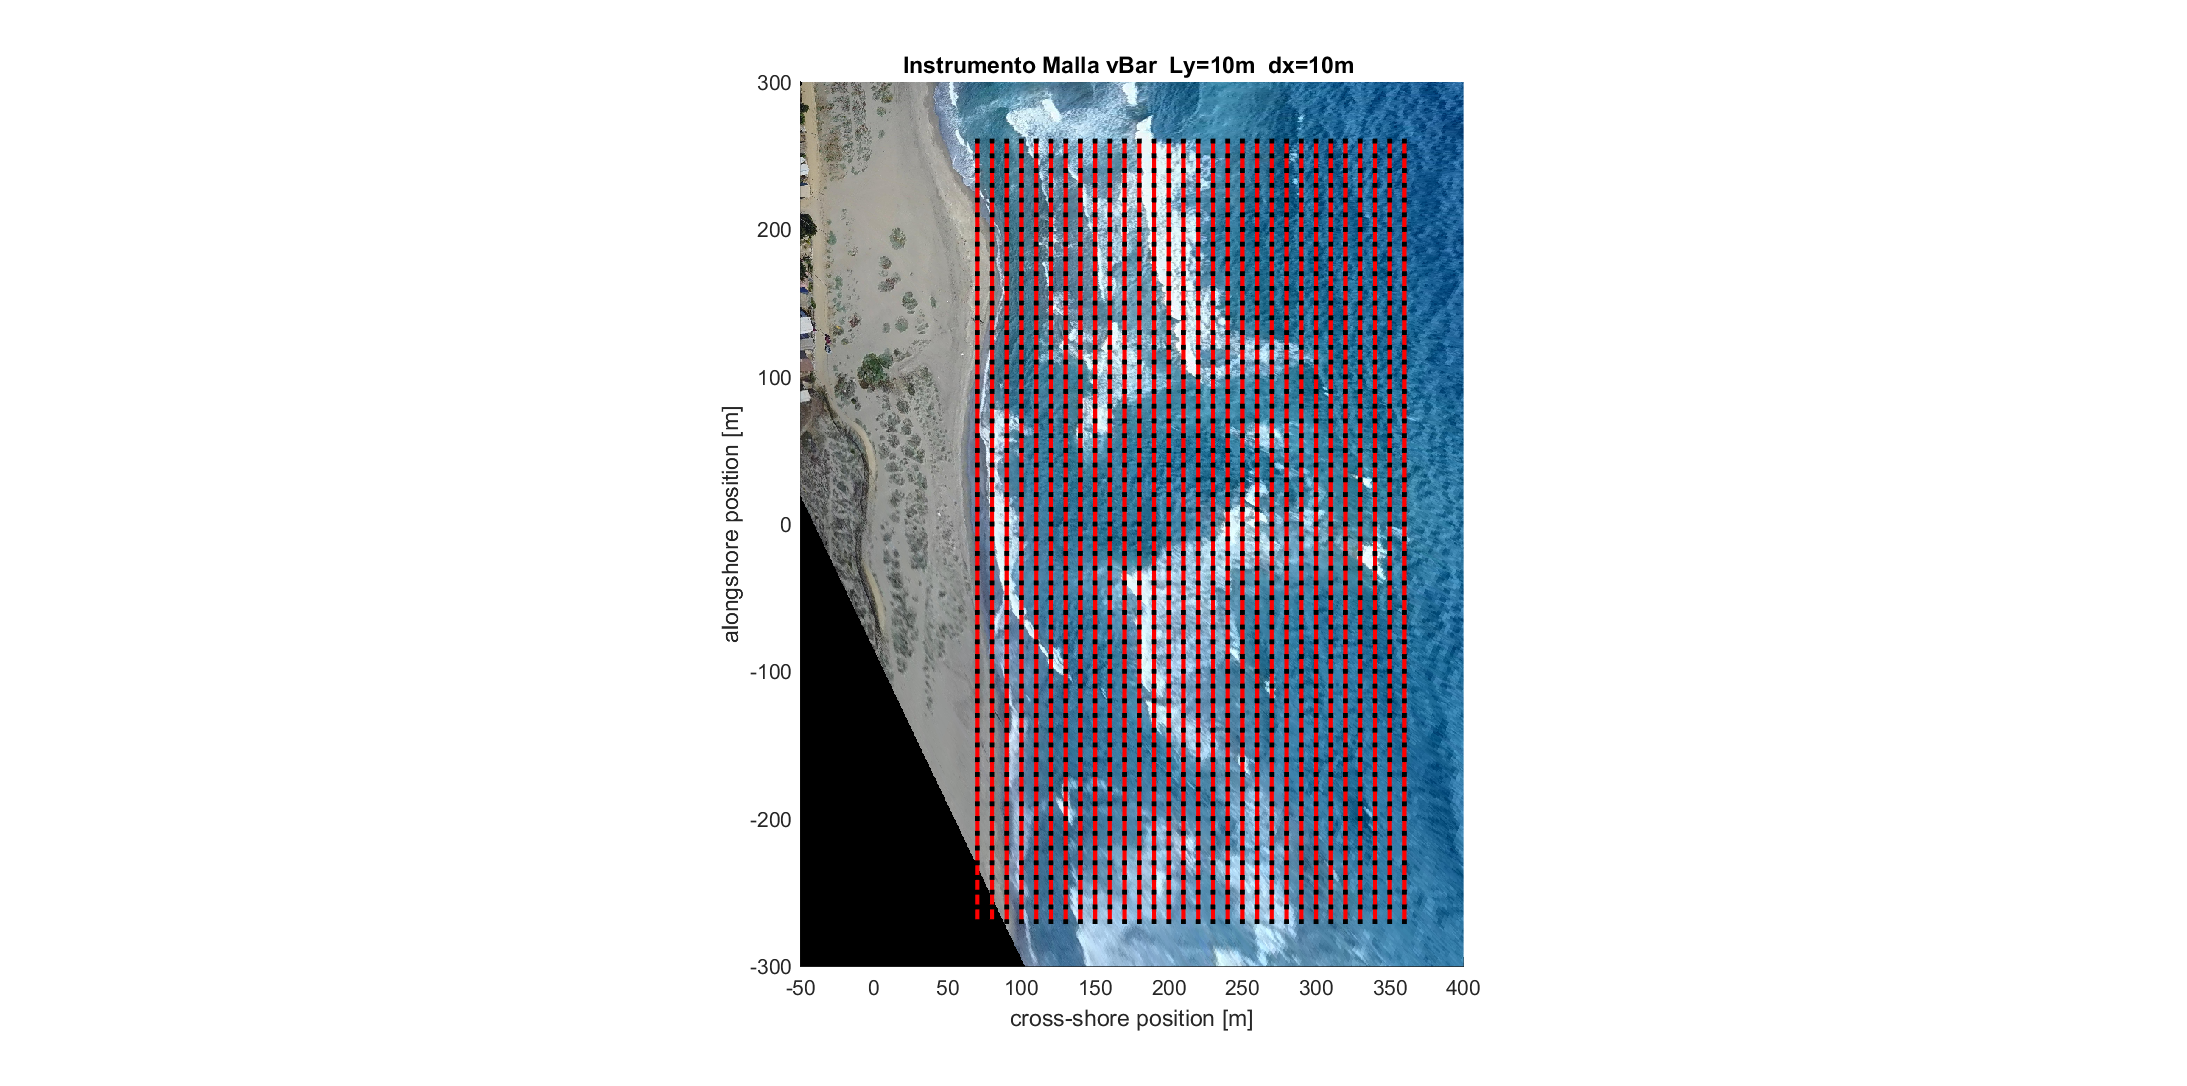 Instrumento Malla vBar Ly=10m dx=10m
300
200
100
0
-100
-200
-300
alongshore position [m]
-50 0 50 100 150 200 250 300 350 400
cross-shore position [m]